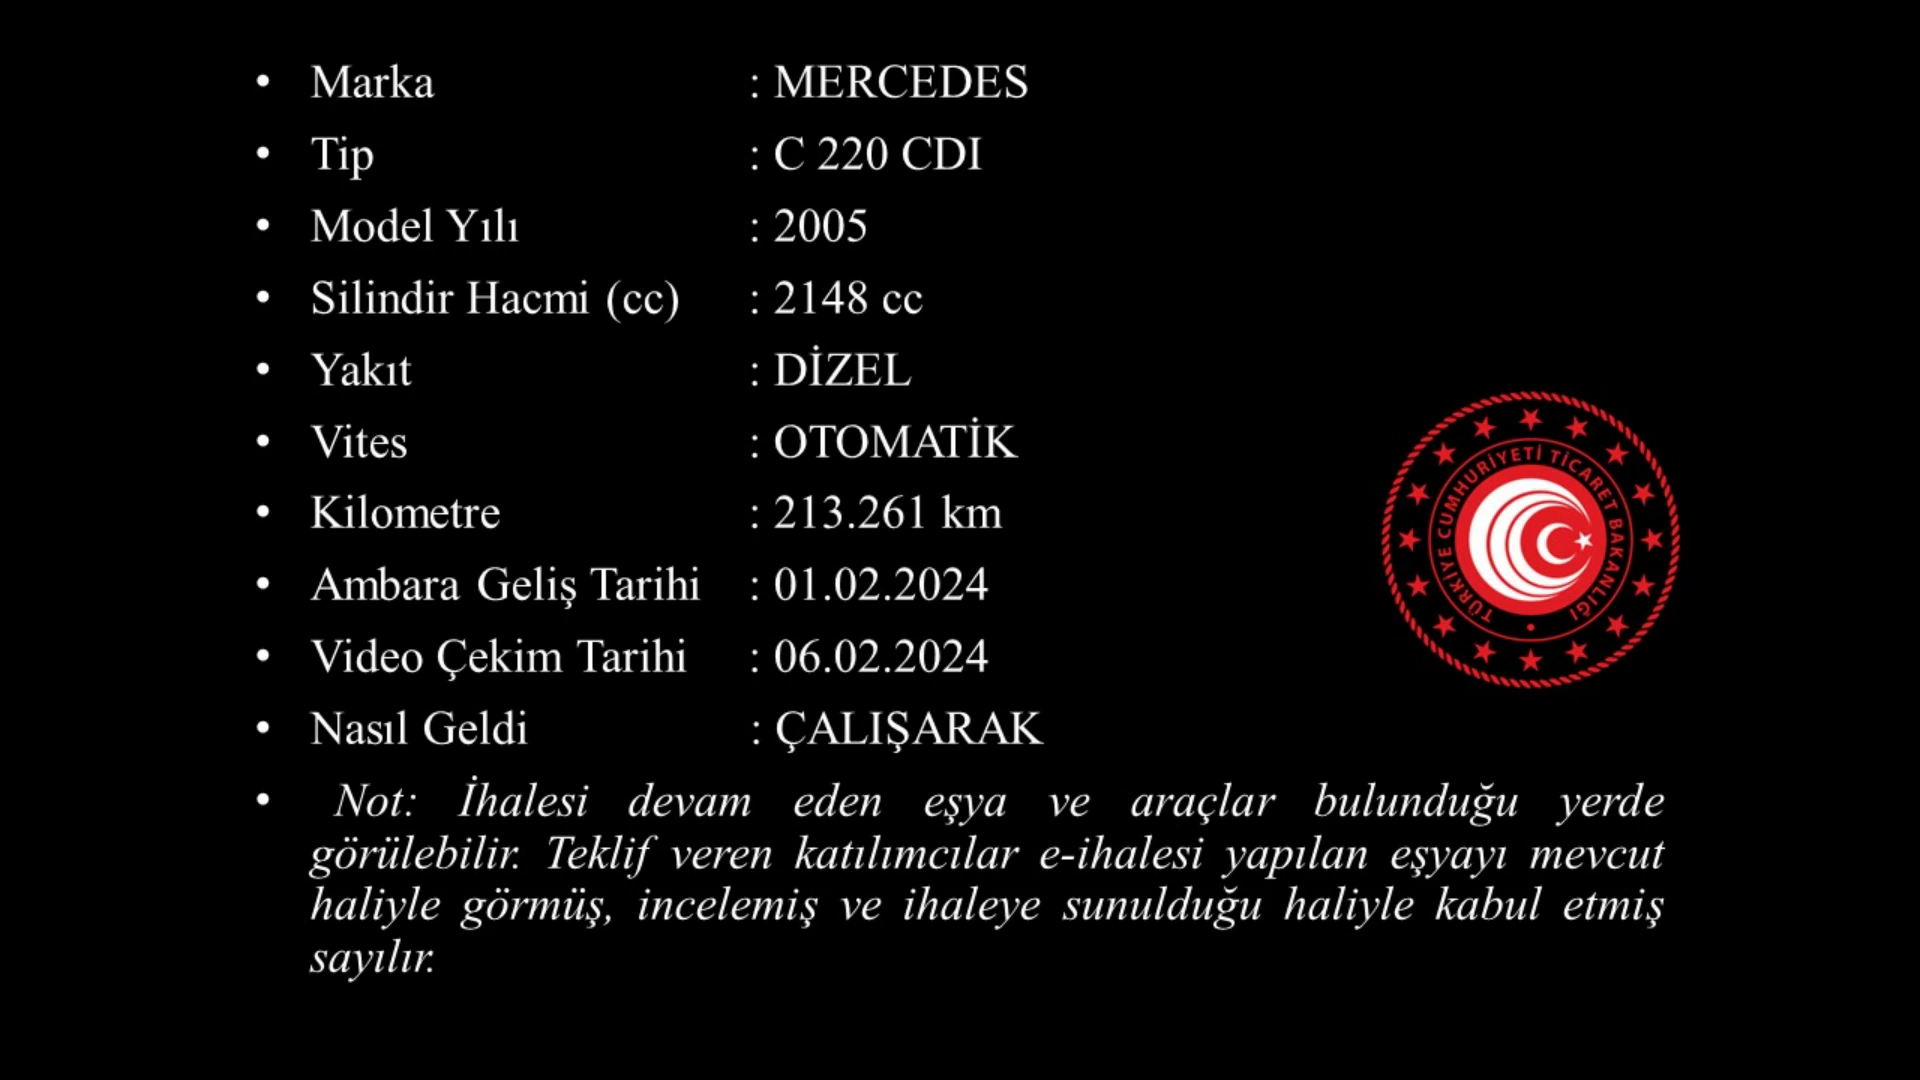 • Marka : MERCEDES
• Tip : C 220 CDI
• Model Yılı : 2005
• Silindir Hacmi (cc) : 2148 cc
• Yakıt : DİZEL
• Vites : OTOMATİK
• Kilometre : 213.261 km
• Ambara Geliş Tarihi : 01.02.2024
• Video Çekim Tarihi : 06.02.2024
• Nasıl Geldi : ÇALIŞARAK
• Not: İhalesi devam eden eşya ve araçlar bulunduğu yerde
görülebilir. Teklif veren katılımcılar e-ihalesi yapılan eşyayı mevcut
haliyle görmüş, incelemiş ve ihaleye sunulduğu haliyle kabul etmiş
sayılır.
TÜRKİYE CUMHURİYETİ TİCARET BAKANLIĞI